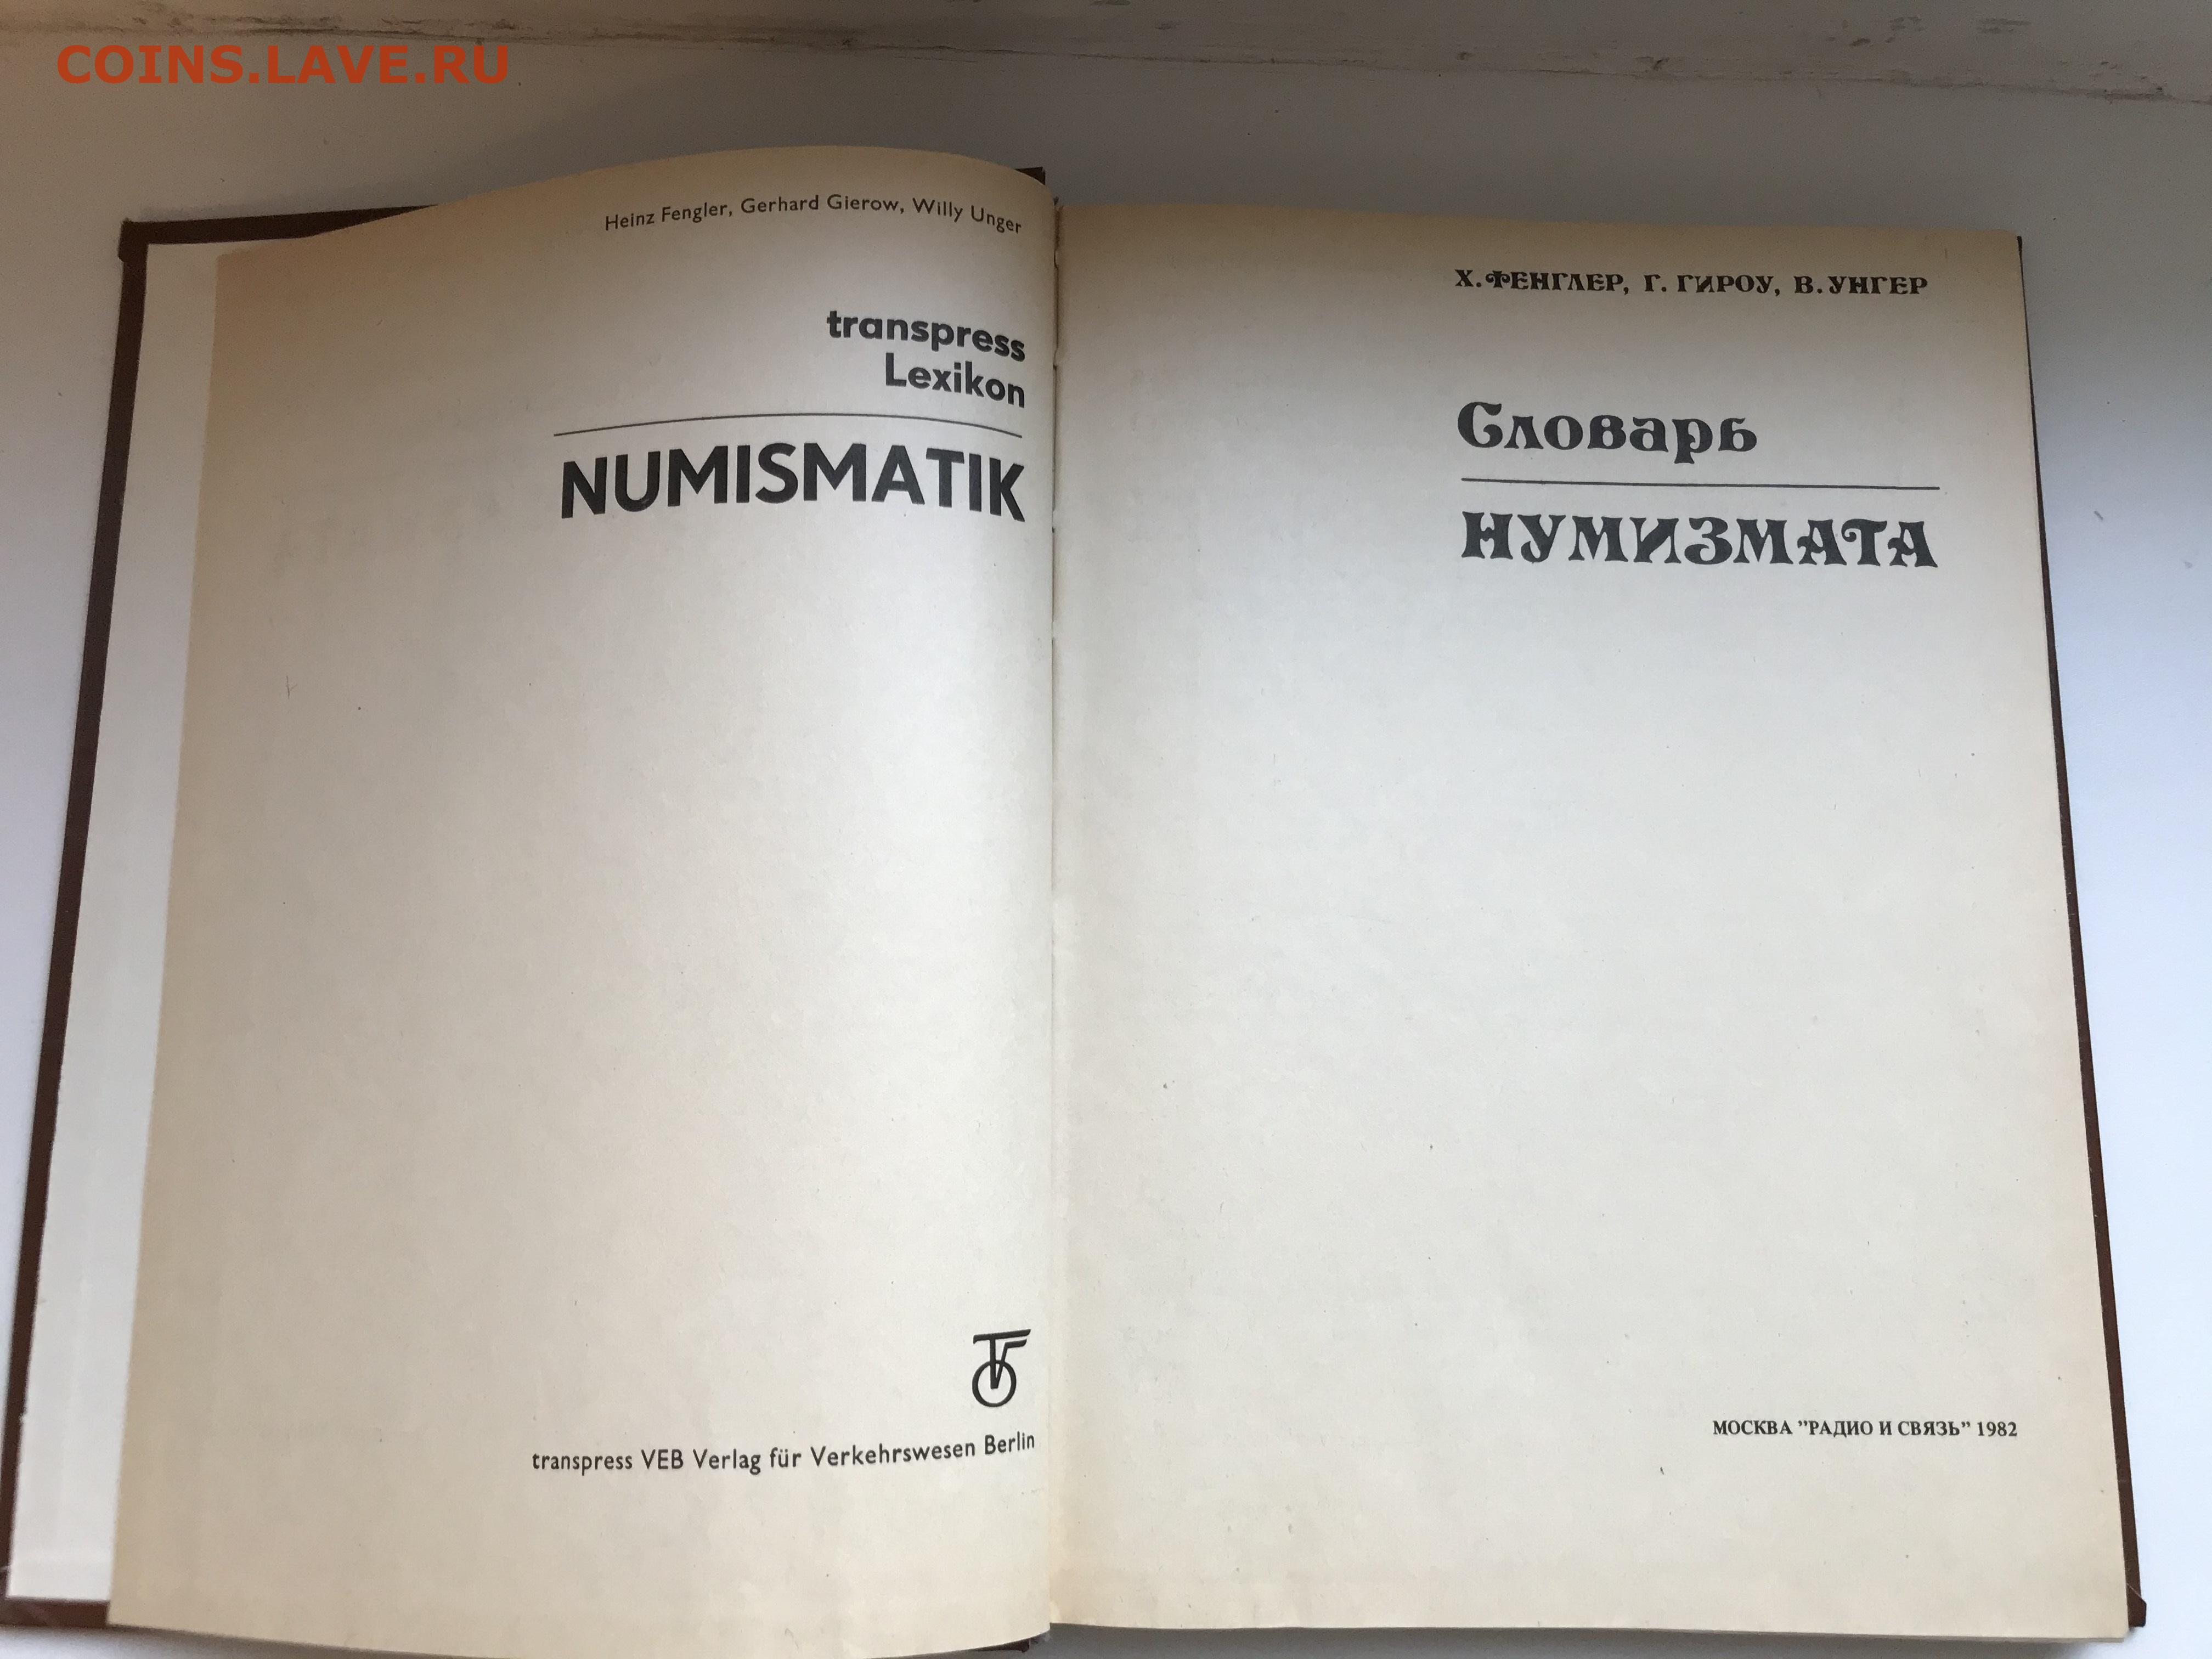 COINS.LAVE.RU
Heinz Fengler, Gerhard Gierow, Willy Unger
transpress
Lexikon
NUMISMATIK
transpress VEB Verlag für Verkehrswesen Berlin
Х. ФЕНГЛЕР, Г. ГИРОУ, В. УНГЕР
Словарь
НУМИЗМАТА
МОСКВА "РАДИО И СВЯЗЬ" 1982